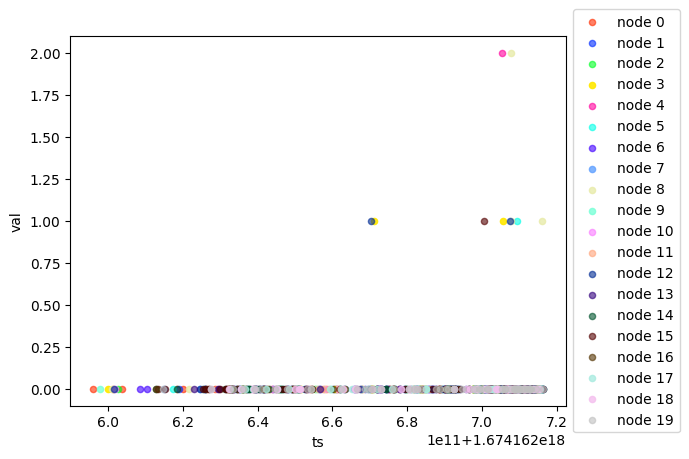 2.00
1.75
1.50
1.25
1.00
0.75
0.50
0.25
0.00
val
6.0 6.2 6.4 6.6 6.8 7.0 7.2
ts
1e11+1.674162e18
node 0
node 1
node 2
node 3
node 4
node 5
node 6
node 7
node 8
node 9
node 10
node 11
node 12
node 13
node 14
node 15
node 16
node 17
node 18
node 19